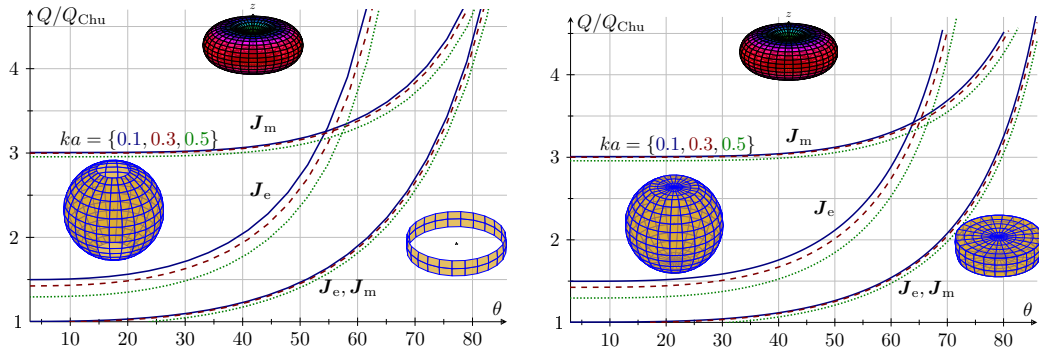 Q/Q_Chu
z
4
J_m
ka = {0.1, 0.3, 0.5}
3
J_e
2
J_e, J_m
θ
1
10 20 30 40 50 60 70 80
Q/Q_Chu
z
4
J_m
ka = {0.1, 0.3, 0.5}
3
J_e
2
J_e, J_m
θ
1
10 20 30 40 50 60 70 80